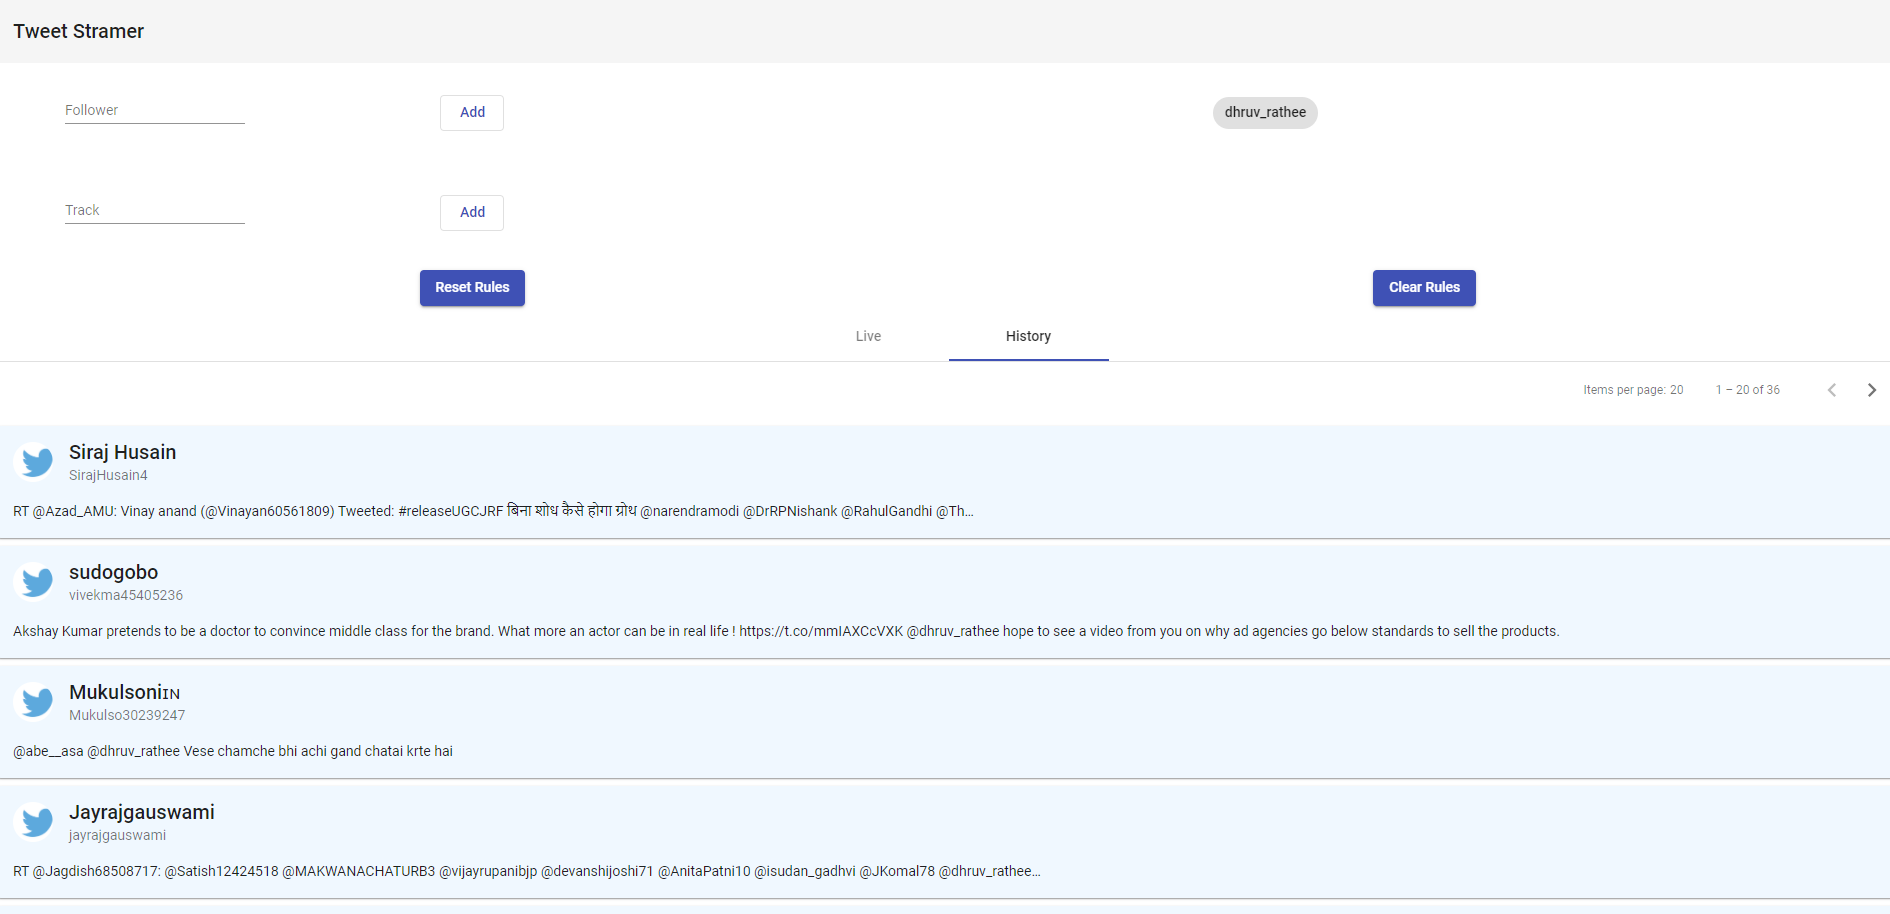 Tweet Stramer
Follower
Add
dhruv_rathee
Track
Add
Reset Rules
Clear Rules
Live
History
Items per page: 20
1 – 20 of 36
Siraj Husain
SirajHusain4
RT @Azad_AMU: Vinay anand (@Vinayan60561809) Tweeted: #releaseUGCJRF बिना शोध कैसे होगा ग्रोथ @narendramodi @DrRPNishank @RahulGandhi @Th…
sudogobo
vivekma45405236
Akshay Kumar pretends to be a doctor to convince middle class for the brand. What more an actor can be in real life ! https://t.co/mmIAXCcVXK @dhruv_rathee hope to see a video from you on why ad agencies go below standards to sell the products.
Mukulsoniɪɴ
Mukulso30239247
@abe__asa @dhruv_rathee Vese chamche bhi achi gand chatai krte hai
Jayrajgauswami
jayrajgauswami
RT @Jagdish68508717: @Satish12424518 @MAKWANACHATURB3 @vijayrupanibjp @devanshijoshi71 @AnitaPatni10 @isudan_gadhvi @JKomal78 @dhruv_rathee…